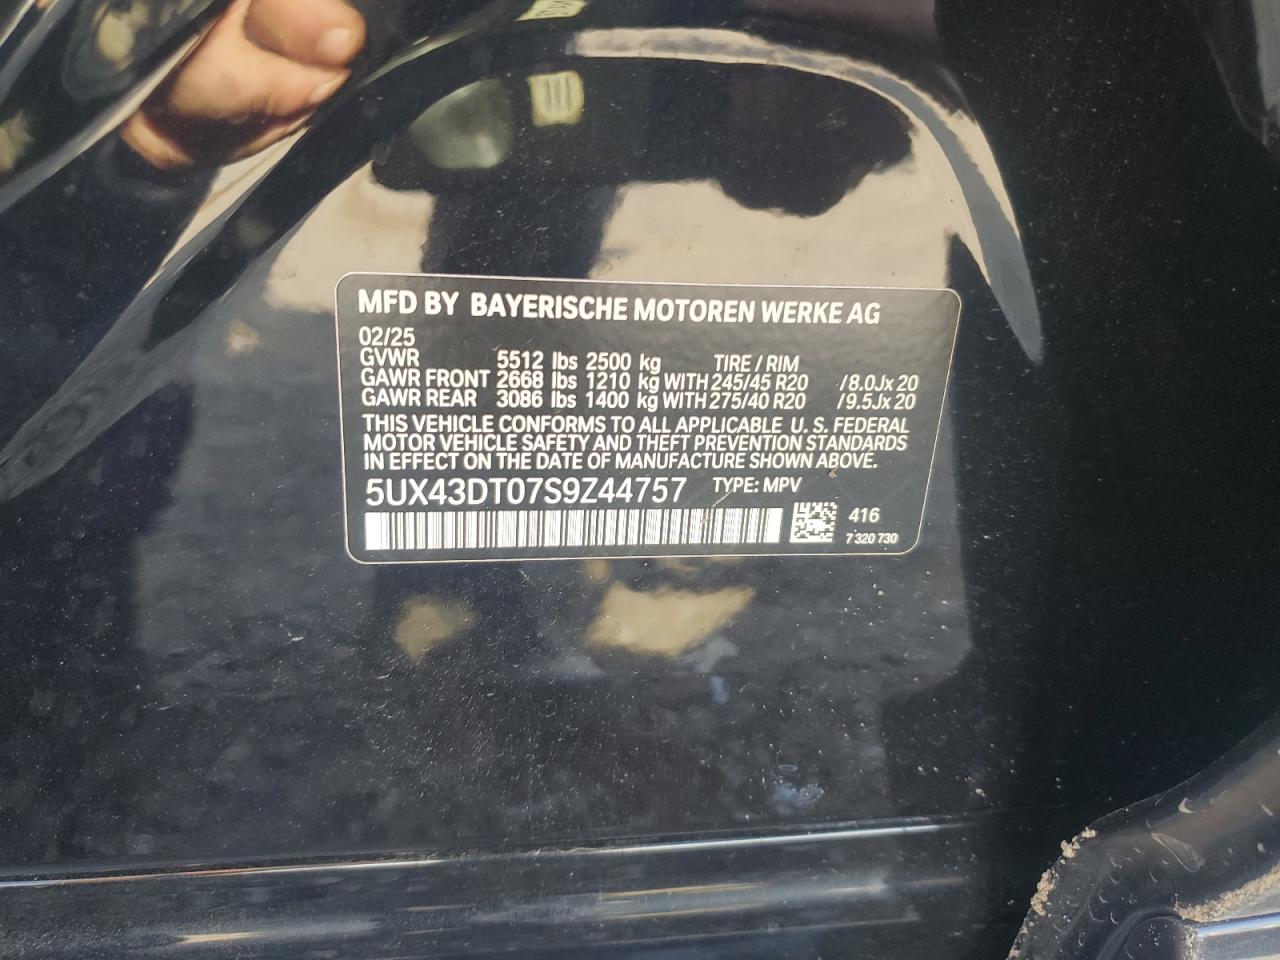 MFD BY BAYERISCHE MOTOREN WERKE AG
02/25
GVWR 5512 lbs 2500 kg TIRE / RIM
GAWR FRONT 2668 lbs 1210 kg WITH 245/45 R20 /8.0Jx 20
GAWR REAR 3086 lbs 1400 kg WITH 275/40 R20 /9.5Jx 20
THIS VEHICLE CONFORMS TO ALL APPLICABLE U. S. FEDERAL
MOTOR VEHICLE SAFETY AND THEFT PREVENTION STANDARDS
IN EFFECT ON THE DATE OF MANUFACTURE SHOWN ABOVE.
5UX43DT07S9Z44757 TYPE: MPV
416
7 320 730